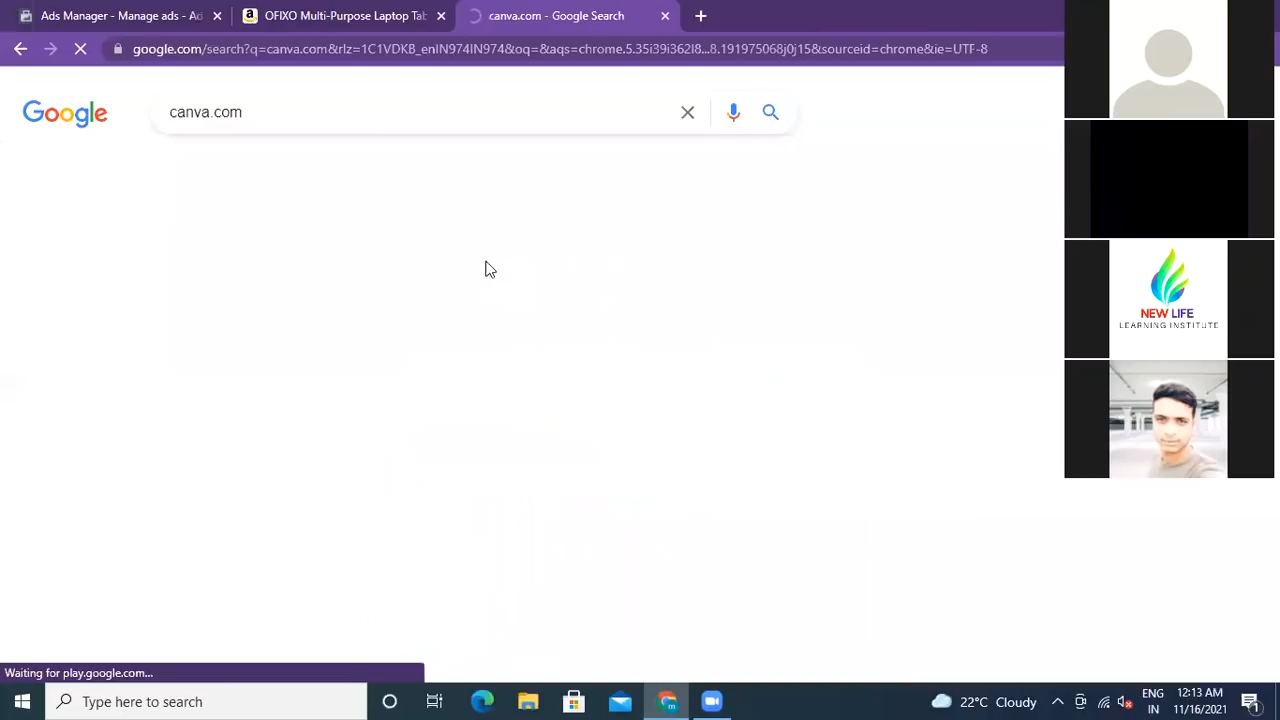 Ads Manager - Manage ads - Ad
OFIXO Multi-Purpose Laptop Tab
canva.com - Google Search
google.com/search?q=canva.com&rlz=1C1VDKB_enIN974IN974&oq=&aqs=chrome.5.35i39i362l8...8.191975068j0j15&sourceid=chrome&ie=UTF-8
Google
canva.com
NEW LIFE
LEARNING INSTITUTE
Waiting for play.google.com...
Type here to search
22°C Cloudy
ENG
IN
12:13 AM
11/16/2021
1